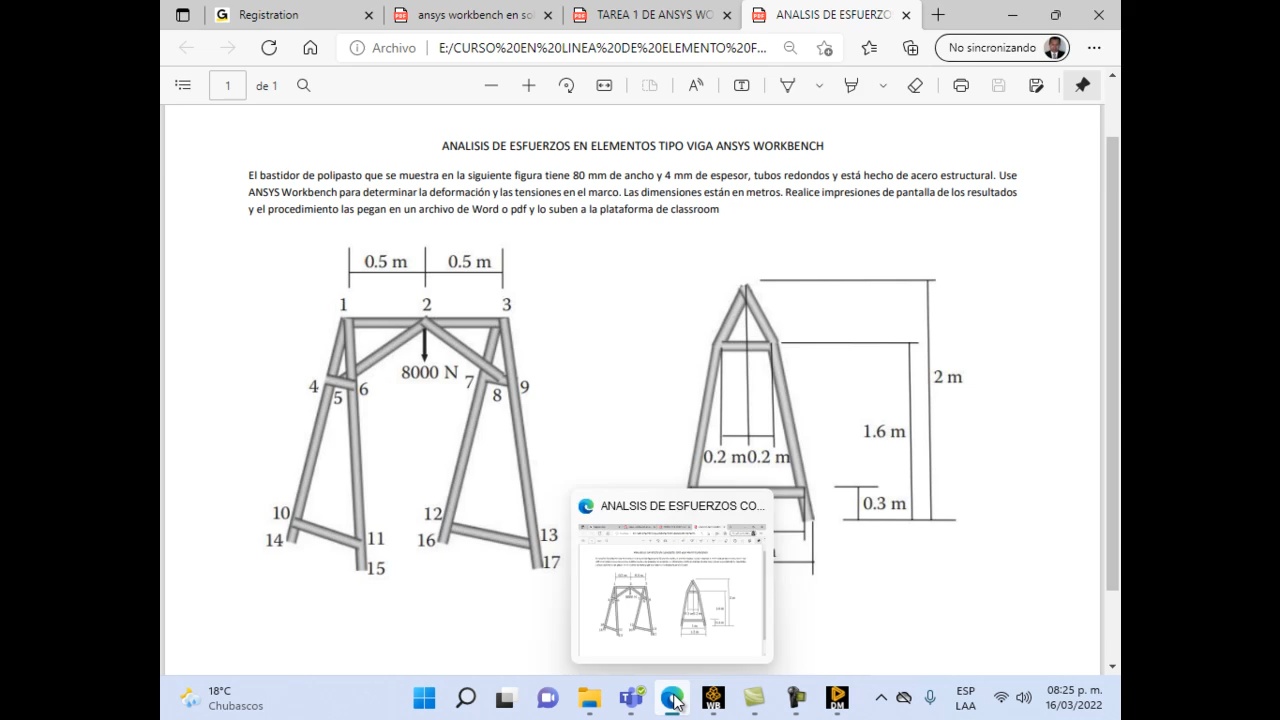 Registration
ansys workbench en so
TAREA 1 DE ANSYS WO
ANALSIS DE ESFUERZO
Archivo
E:/CURSO%20EN%20LINEA%20DE%20ELEMENTO%20F...
No sincronizando
1
de 1
ANALISIS DE ESFUERZOS EN ELEMENTOS TIPO VIGA ANSYS WORKBENCH
El bastidor de polipasto que se muestra en la siguiente figura tiene 80 mm de ancho y 4 mm de espesor, tubos redondos y está hecho de acero estructural. Use
ANSYS Workbench para determinar la deformación y las tensiones en el marco. Las dimensiones están en metros. Realice impresiones de pantalla de los resultados
y el procedimiento las pegan en un archivo de Word o pdf y lo suben a la plataforma de classroom
0.5 m 0.5 m
1 2 3
8000 N
4 5 6 7 8 9
10 11 12 13
14 15 16 17
2 m
1.6 m
0.2 m 0.2 m
0.3 m
ANALSIS DE ESFUERZOS CO...
18°C
Chubascos
WB
DM
ESP
LAA
08:25 p. m.
16/03/2022